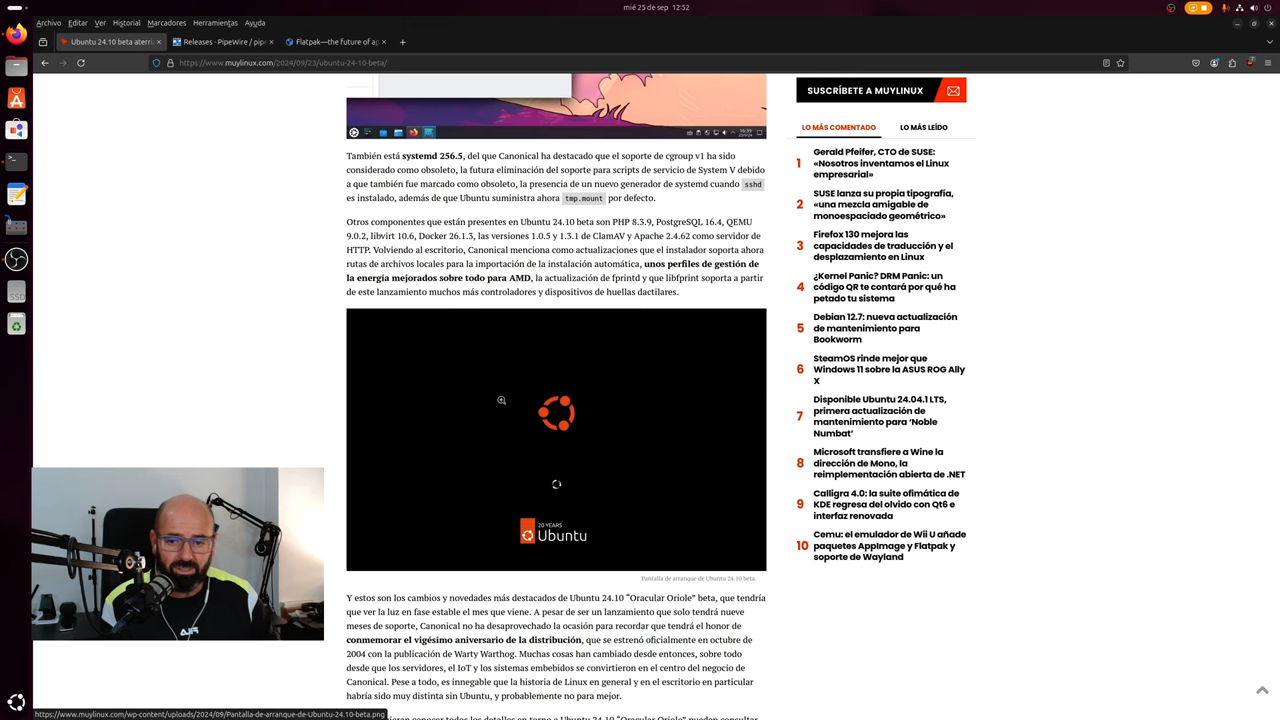 mié 25 de sep 12:52
Archivo Editar Ver Historial Marcadores Herramientas Ayuda
Releases · PipeWire / pip
Flatpak—the future of ap
https://www.muylinux.com/2024/09/23/ubuntu-24-10-beta/
También está systemd 256.5, del que Canonical ha destacado que el soporte de cgroup v1 ha sido
considerado como obsoleto, la futura eliminación del soporte para scripts de servicio de System V debido
a que también fue marcado como obsoleto, la presencia de un nuevo generador de systemd cuando sshd
es instalado, además de que Ubuntu suministra ahora tmp.mount por defecto.
Otros componentes que están presentes en Ubuntu 24.10 beta son PHP 8.3.9, PostgreSQL 16.4, QEMU
9.0.2, libvirt 10.6, Docker 26.1.3, las versiones 1.0.5 y 1.3.1 de ClamAV y Apache 2.4.62 como servidor de
HTTP. Volviendo al escritorio, Canonical menciona como actualizaciones que el instalador soporta ahora
rutas de archivos locales para la importación de la instalación automática, unos perfiles de gestión de
la energía mejorados sobre todo para AMD, la actualización de fprintd y que libfprint soporta a partir
de este lanzamiento muchos más controladores y dispositivos de huellas dactilares.
20 YEARS
Ubuntu
Pantalla de arranque de Ubuntu 24.10 beta.
Y estos son los cambios y novedades más destacados de Ubuntu 24.10 “Oracular Oriole” beta, que tendría
que ver la luz en fase estable el mes que viene. A pesar de ser un lanzamiento que solo tendrá nueve
meses de soporte, Canonical no ha desaprovechado la ocasión para recordar que tendrá el honor de
conmemorar el vigésimo aniversario de la distribución, que se estrenó oficialmente en octubre de
2004 con la publicación de Warty Warthog. Muchas cosas han cambiado desde entonces, sobre todo
desde que los servidores, el IoT y los sistemas embebidos se convirtieron en el centro del negocio de
Canonical. Pese a todo, es innegable que la historia de Linux en general y en el escritorio en particular
habría sido muy distinta sin Ubuntu, y probablemente no para mejor.
https://www.muylinux.com/wp-content/uploads/2024/09/Pantalla-de-arranque-de-Ubuntu-24.10-beta.png
SUSCRÍBETE A MUYLINUX
LO MÁS COMENTADO LO MÁS LEÍDO
1 Gerald Pfeifer, CTO de SUSE:
«Nosotros inventamos el Linux
empresarial»
2 SUSE lanza su propia tipografía,
«una mezcla amigable de
monoespaciado geométrico»
3 Firefox 130 mejora las
capacidades de traducción y el
desplazamiento en Linux
4 ¿Kernel Panic? DRM Panic: un
código QR te contará por qué ha
petado tu sistema
5 Debian 12.7: nueva actualización
de mantenimiento para
Bookworm
6 SteamOS rinde mejor que
Windows 11 sobre la ASUS ROG Ally
X
7 Disponible Ubuntu 24.04.1 LTS,
primera actualización de
mantenimiento para ‘Noble
Numbat’
8 Microsoft transfiere a Wine la
dirección de Mono, la
reimplementación abierta de .NET
9 Calligra 4.0: la suite ofimática de
KDE regresa del olvido con Qt6 e
interfaz renovada
10 Cemu: el emulador de Wii U añade
paquetes AppImage y Flatpak y
soporte de Wayland